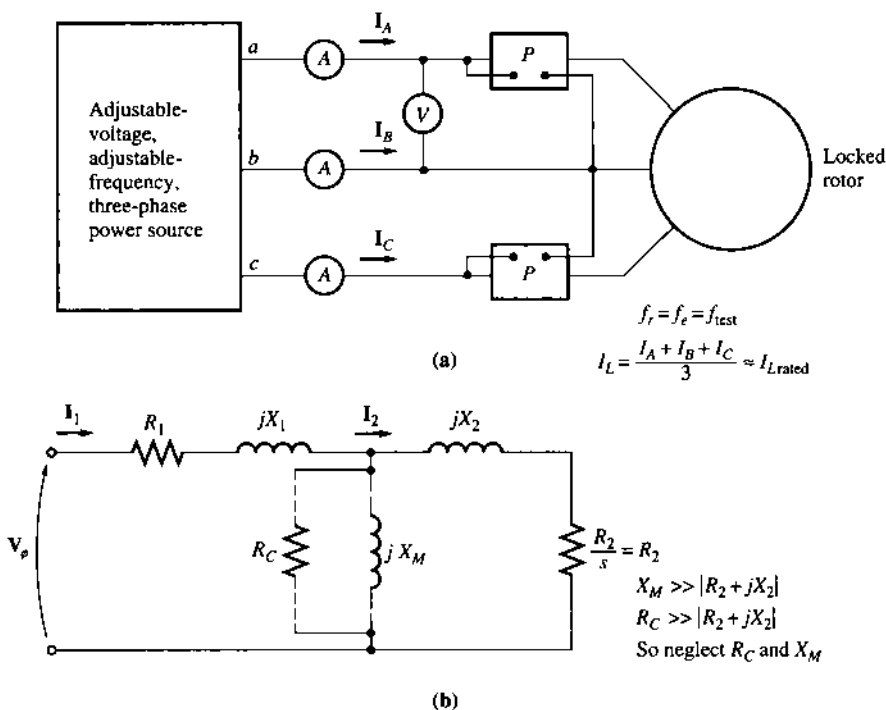 I_A
a
A
P
Adjustable-
voltage,
adjustable-
frequency,
three-phase
power source
V
I_B
b
A
Locked
rotor
I_C
c
A
P
f_r = f_e = f_test
I_L = (I_A + I_B + I_C) / 3 ≈ I_L rated
(a)
I_1
R_1
jX_1
I_2
jX_2
V_ø
R_C
j X_M
R_2/s = R_2
X_M >> |R_2 + jX_2|
R_C >> |R_2 + jX_2|
So neglect R_C and X_M
(b)